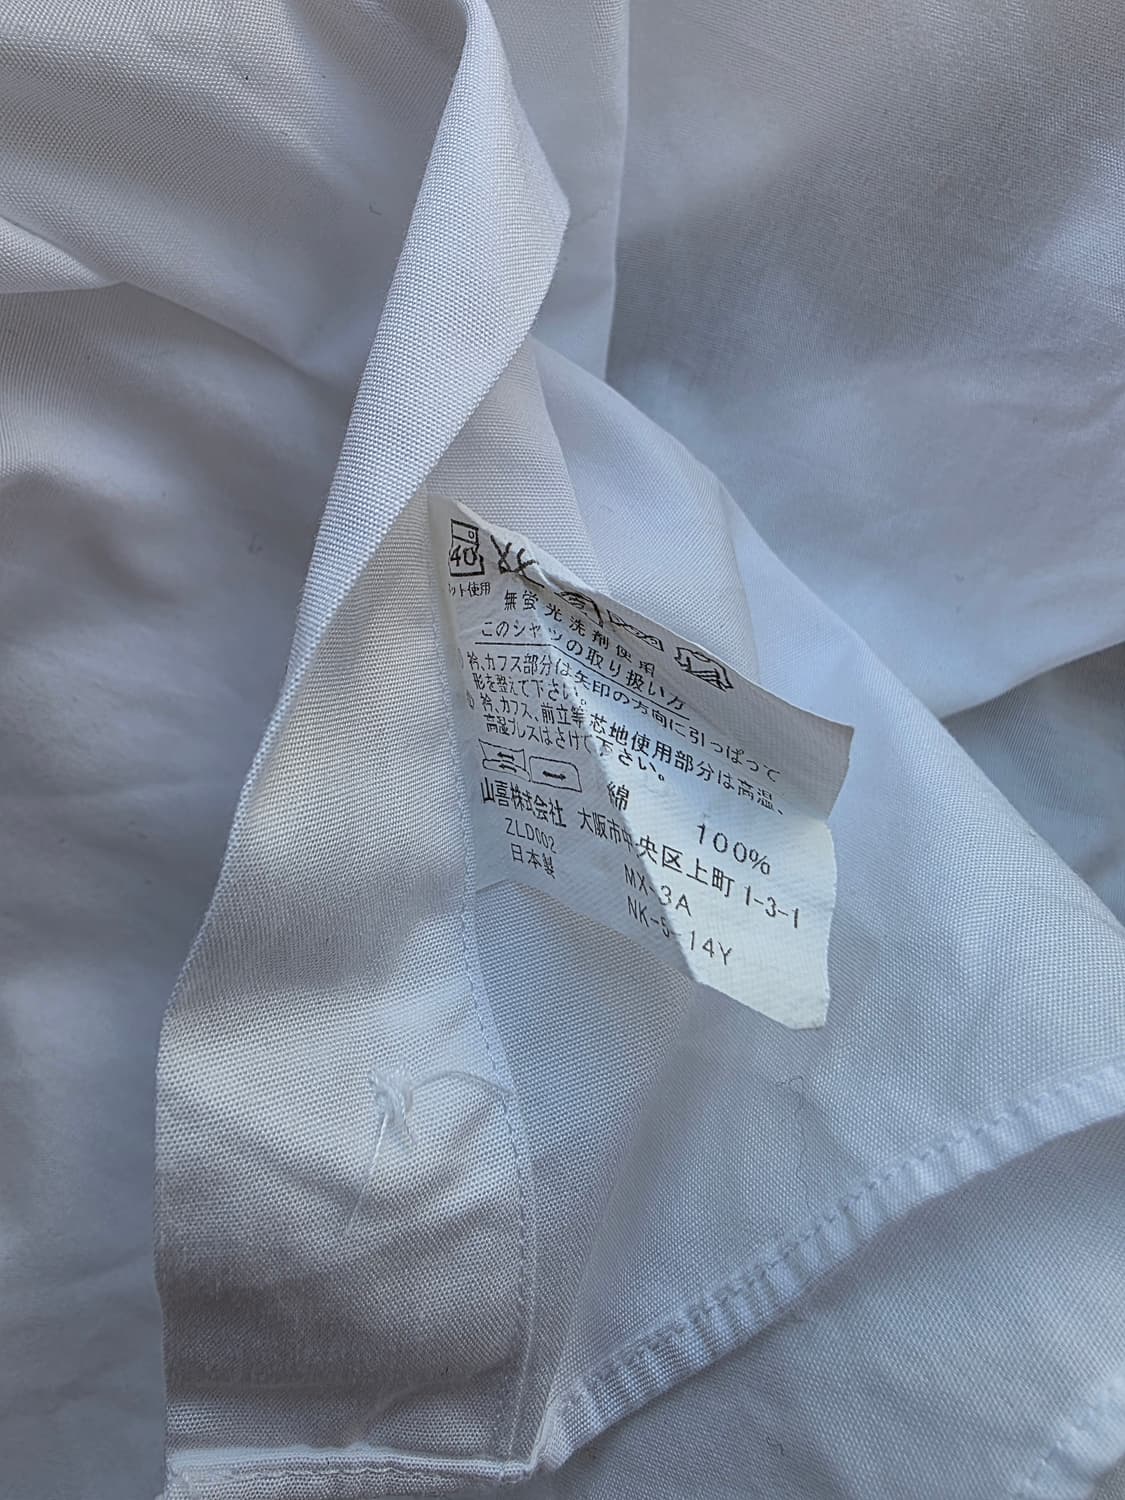 40
ット使用
無蛍光洗剤使用
このシャツの取り扱い方
衿、カフス部分は矢印の方向に引っぱって
形を整えて下さい。
衿、カフス、前立等芯地使用部分は高温、
高湿プレスはさけて下さい。
綿 100%
山喜株式会社 大阪市中央区上町1-3-1
ZLD002 MX-3A
日本製 NK-5-14Y